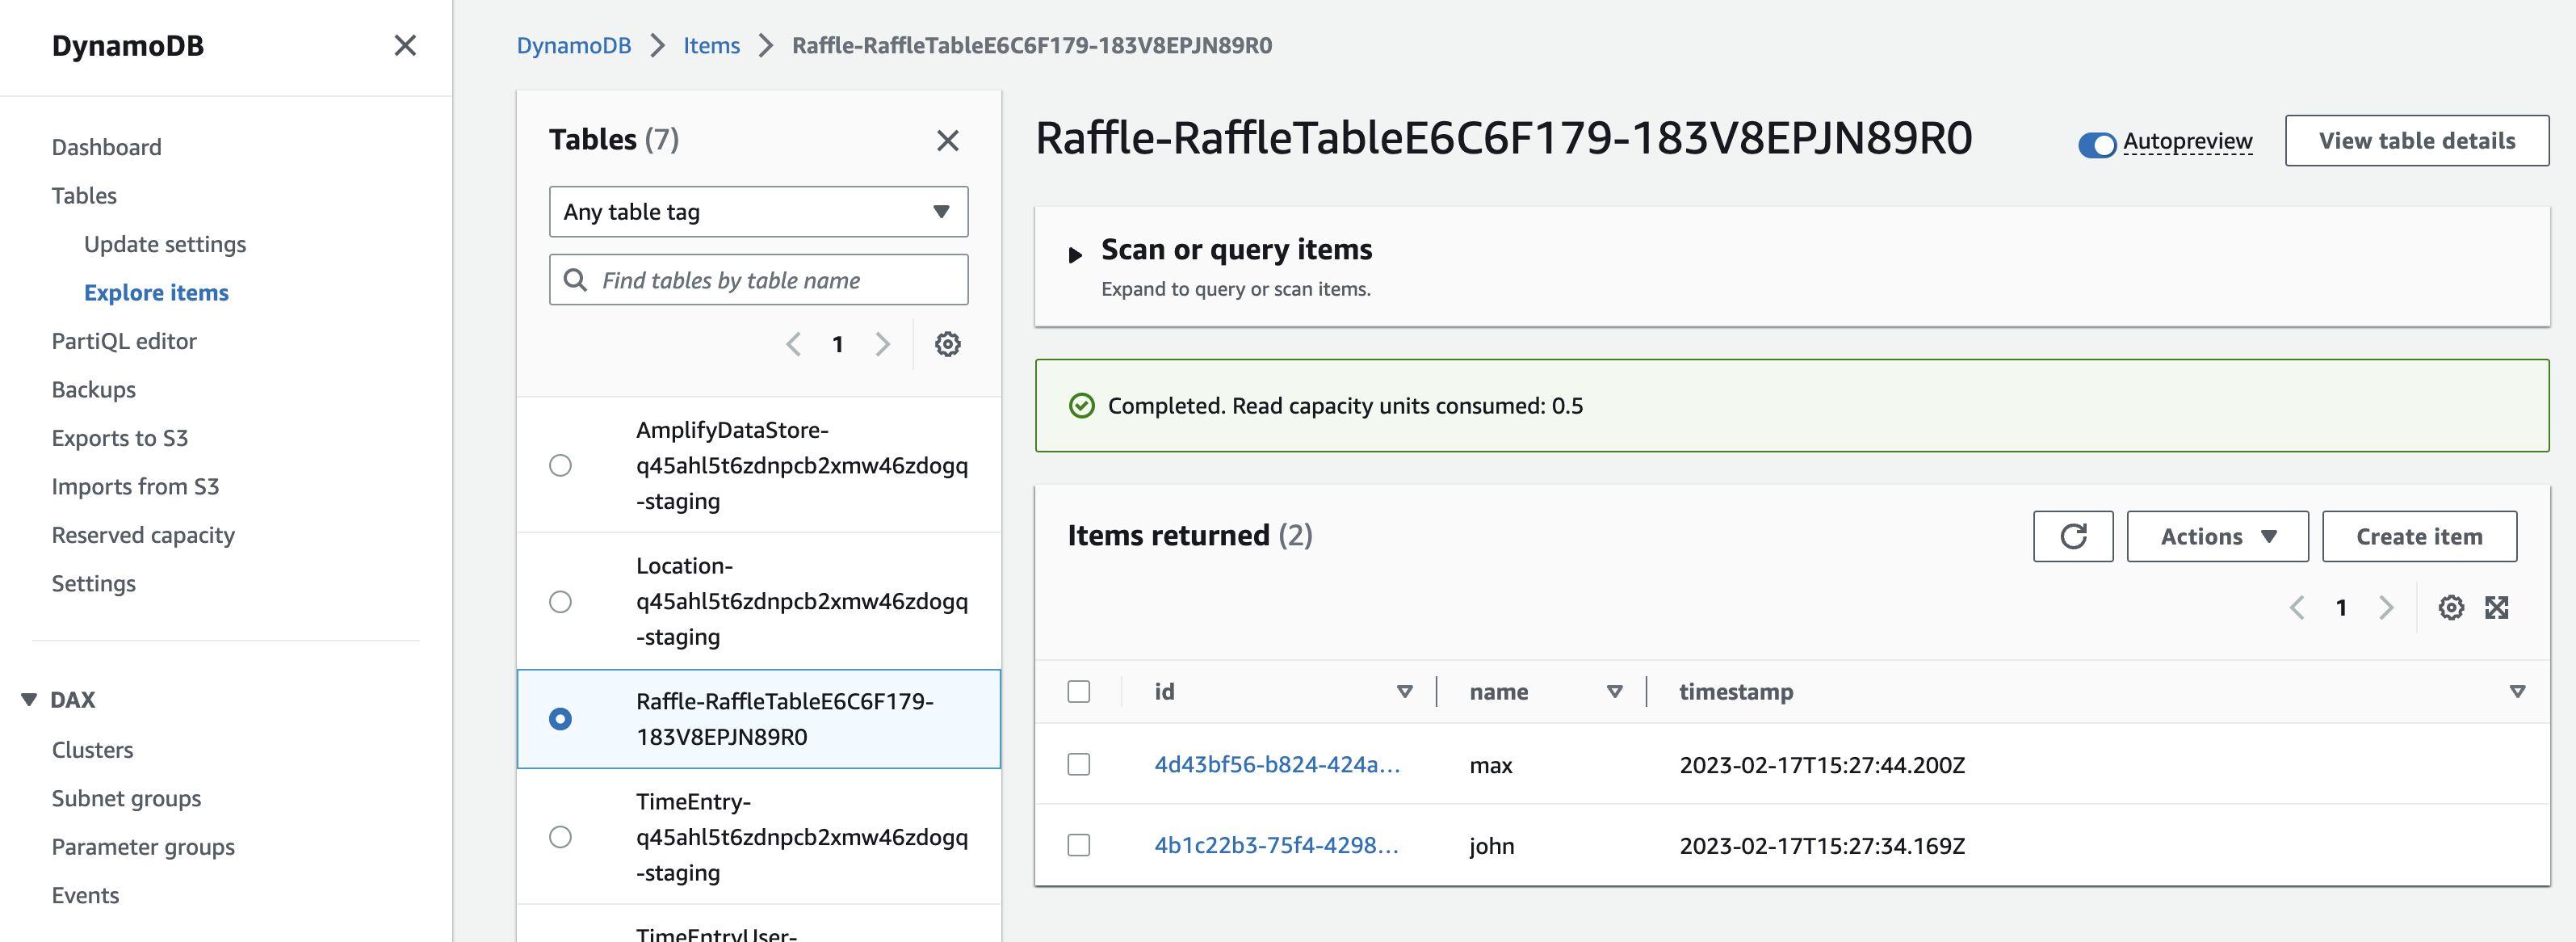 DynamoDB
Dashboard
Tables
Update settings
Explore items
PartiQL editor
Backups
Exports to S3
Imports from S3
Reserved capacity
Settings
DAX
Clusters
Subnet groups
Parameter groups
Events
DynamoDB Items Raffle-RaffleTableE6C6F179-183V8EPJN89R0
Tables (7)
Any table tag
Find tables by table name
1
AmplifyDataStore-
q45ahl5t6zdnpcb2xmw46zdogq
-staging
Location-
q45ahl5t6zdnpcb2xmw46zdogq
-staging
Raffle-RaffleTableE6C6F179-
183V8EPJN89R0
TimeEntry-
q45ahl5t6zdnpcb2xmw46zdogq
-staging
TimeEntryUser-
Raffle-RaffleTableE6C6F179-183V8EPJN89R0
Autopreview
View table details
Scan or query items
Expand to query or scan items.
Completed. Read capacity units consumed: 0.5
Items returned (2)
Actions
Create item
1
id name timestamp
4d43bf56-b824-424a... max 2023-02-17T15:27:44.200Z
4b1c22b3-75f4-4298... john 2023-02-17T15:27:34.169Z